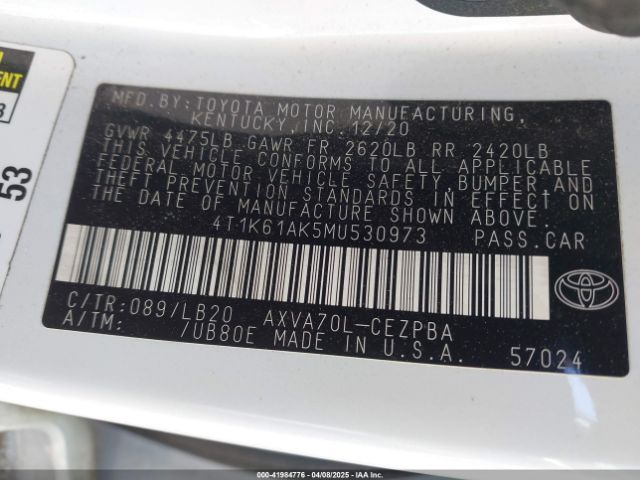 MFD.BY:TOYOTA MOTOR MANUFACTURING,
KENTUCKY,INC.12/20
GVWR 4475LB GAWR FR 2620LB RR 2420LB
THIS VEHICLE CONFORMS TO ALL APPLICABLE
FEDERAL MOTOR VEHICLE SAFETY,BUMPER,AND
THEFT PREVENTION STANDARDS IN EFFECT ON
THE DATE OF MANUFACTURE SHOWN ABOVE.
4T1K61AK5MU530973 PASS.CAR
C/TR:089/LB20 AXVA70L-CEZPBA
A/TM: /UB80E MADE IN U.S.A. 57024
53
000-41984776 | 04/08/2025 | IAAI.com